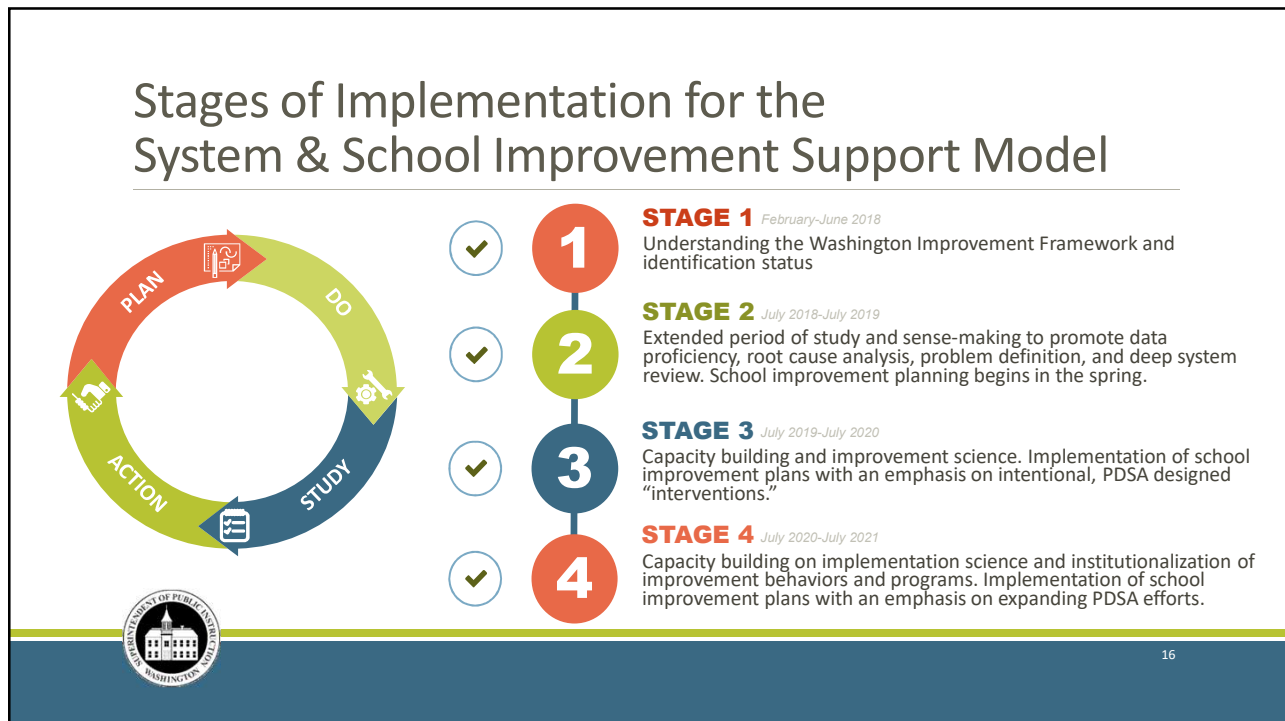 Stages of Implementation for the
System & School Improvement Support Model
PLAN
DO
STUDY
ACTION
1
STAGE 1 February-June 2018
Understanding the Washington Improvement Framework and
identification status
2
STAGE 2 July 2018-July 2019
Extended period of study and sense-making to promote data
proficiency, root cause analysis, problem definition, and deep system
review. School improvement planning begins in the spring.
3
STAGE 3 July 2019-July 2020
Capacity building and improvement science. Implementation of school
improvement plans with an emphasis on intentional, PDSA designed
“interventions.”
4
STAGE 4 July 2020-July 2021
Capacity building on implementation science and institutionalization of
improvement behaviors and programs. Implementation of school
improvement plans with an emphasis on expanding PDSA efforts.
SUPERINTENDENT OF PUBLIC INSTRUCTION
WASHINGTON
16